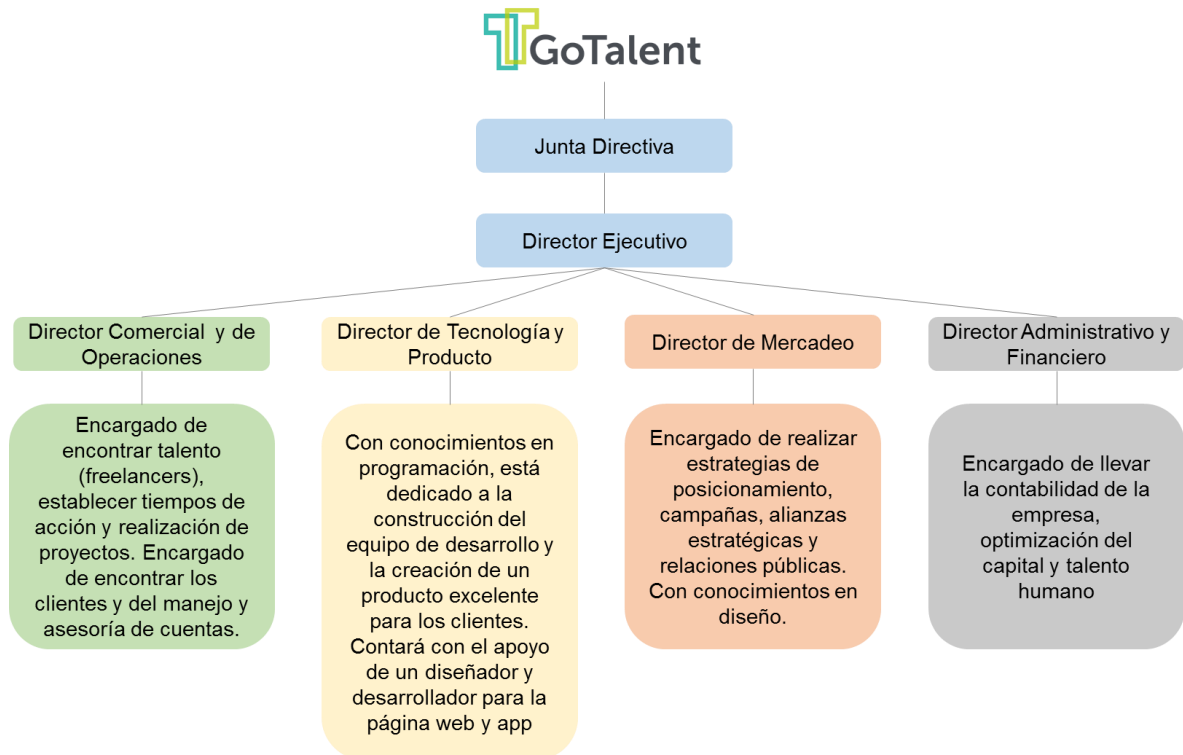 GoTalent
Junta Directiva
Director Ejecutivo
Director Comercial y de
Operaciones
Encargado de
encontrar talento
(freelancers),
establecer tiempos de
acción y realización de
proyectos. Encargado
de encontrar los
clientes y del manejo y
asesoría de cuentas.
Director de Tecnología y
Producto
Con conocimientos en
programación, está
dedicado a la
construcción del
equipo de desarrollo y
la creación de un
producto excelente
para los clientes.
Contará con el apoyo
de un diseñador y
desarrollador para la
página web y app
Director de Mercadeo
Encargado de realizar
estrategias de
posicionamiento,
campañas, alianzas
estratégicas y
relaciones públicas.
Con conocimientos en
diseño.
Director Administrativo y
Financiero
Encargado de llevar
la contabilidad de la
empresa,
optimización del
capital y talento
humano